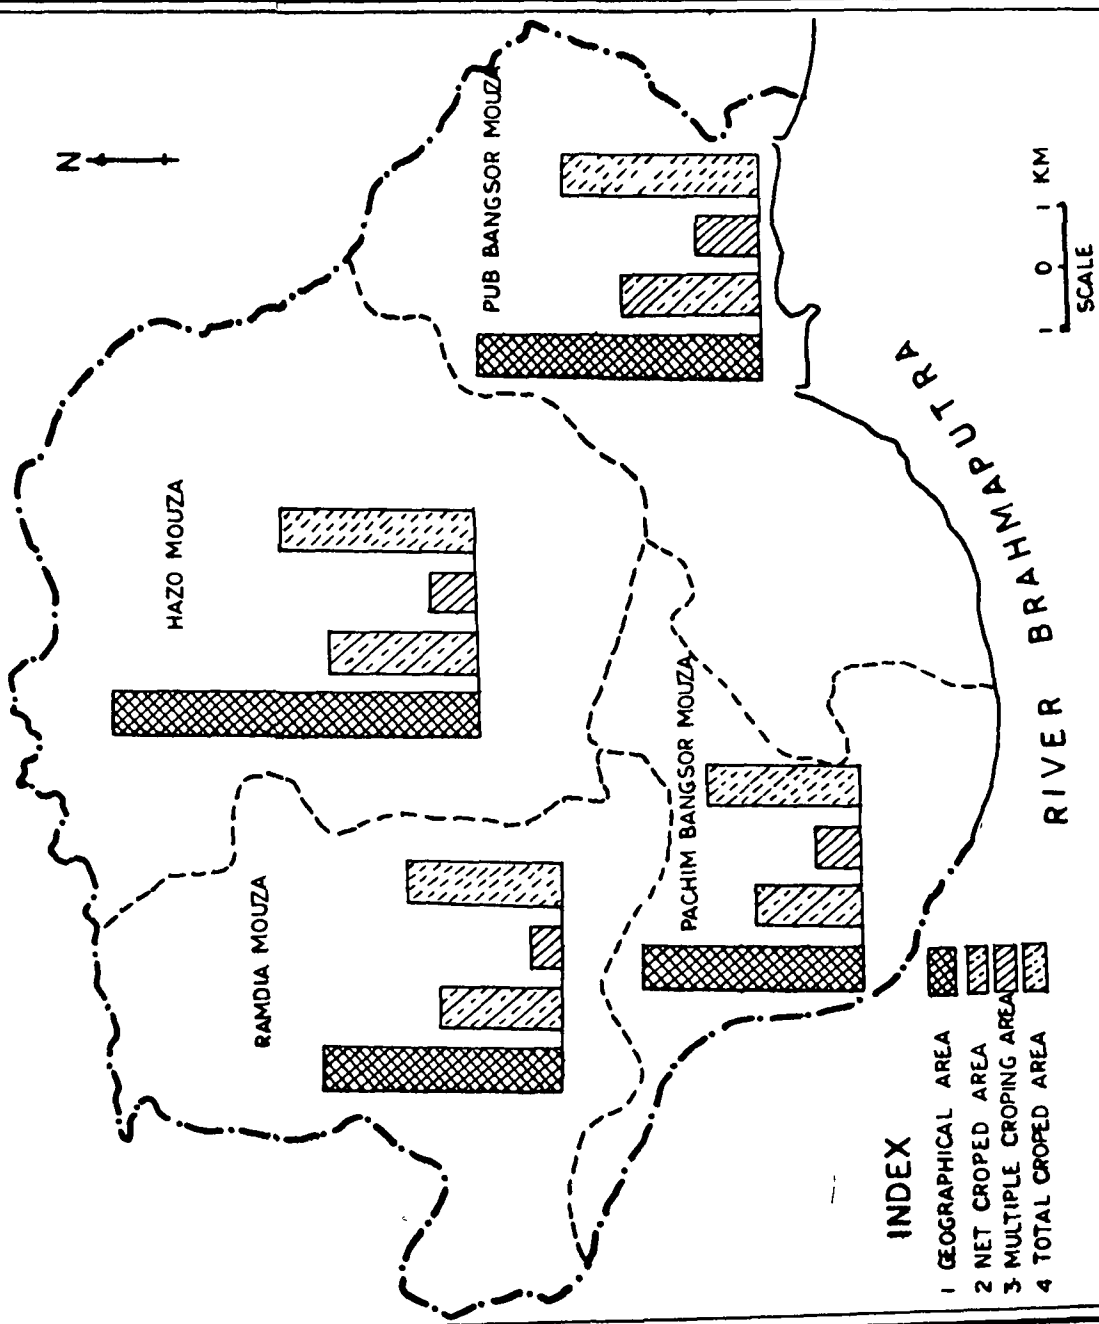 N
PUB BANGSOR MOUZA
HAZO MOUZA
RAMDIA MOUZA
PACHIM BANGSOR MOUZA
RIVER BRAHMAPUTRA
1 0 1 KM
SCALE
INDEX
1 GEOGRAPHICAL AREA
2 NET CROPED AREA
3 MULTIPLE CROPING AREA
4 TOTAL CROPED AREA